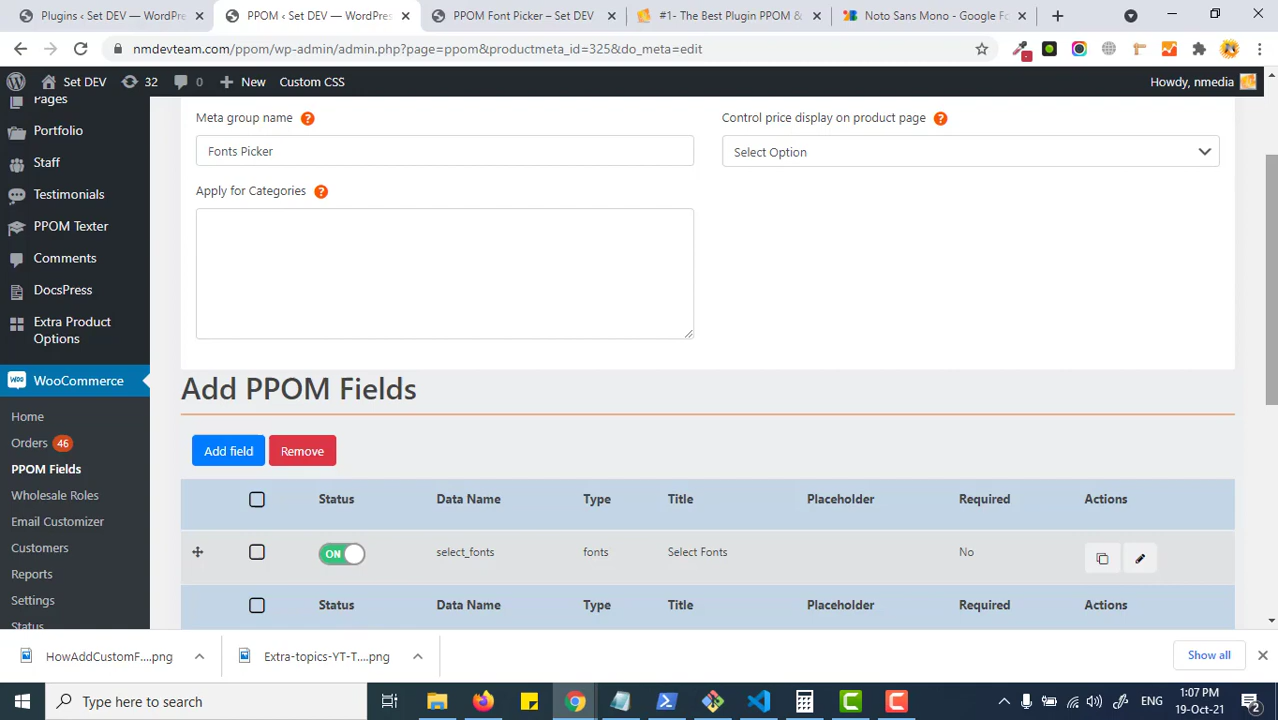 Plugins ‹ Set DEV — WordPre
PPOM ‹ Set DEV — WordPres
PPOM Font Picker – Set DEV
#1- The Best Plugin PPOM &
Noto Sans Mono - Google Fo
nmdevteam.com/ppom/wp-admin/admin.php?page=ppom&productmeta_id=325&do_meta=edit
Set DEV
32
0
New
Custom CSS
Howdy, nmedia
Pages
Portfolio
Staff
Testimonials
PPOM Texter
Comments
DocsPress
Extra Product
Options
WooCommerce
Home
Orders 46
PPOM Fields
Wholesale Roles
Email Customizer
Customers
Reports
Settings
Status
Meta group name
Control price display on product page
Fonts Picker
Select Option
Apply for Categories
Add PPOM Fields
Add field
Remove
Status Data Name Type Title Placeholder Required Actions
ON select_fonts fonts Select Fonts No
Status Data Name Type Title Placeholder Required Actions
HowAddCustomF....png
Extra-topics-YT-T....png
Show all
Type here to search
ENG
1:07 PM
19-Oct-21
2